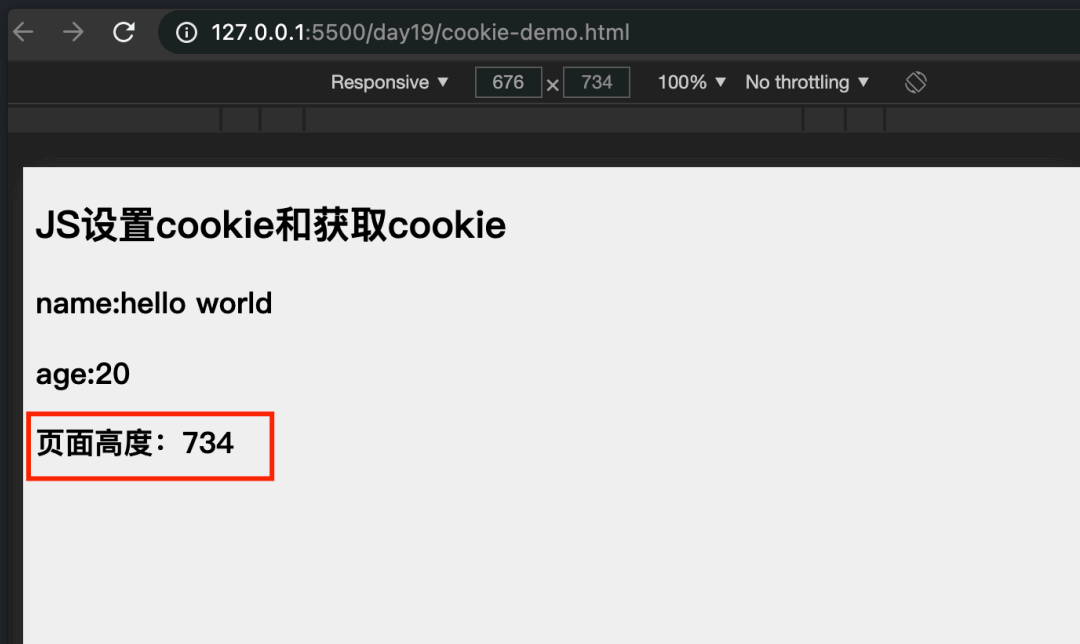 127.0.0.1:5500/day19/cookie-demo.html
Responsive ▼ 676 × 734 100% ▼ No throttling ▼
JS设置cookie和获取cookie
name:hello world
age:20
页面高度：734